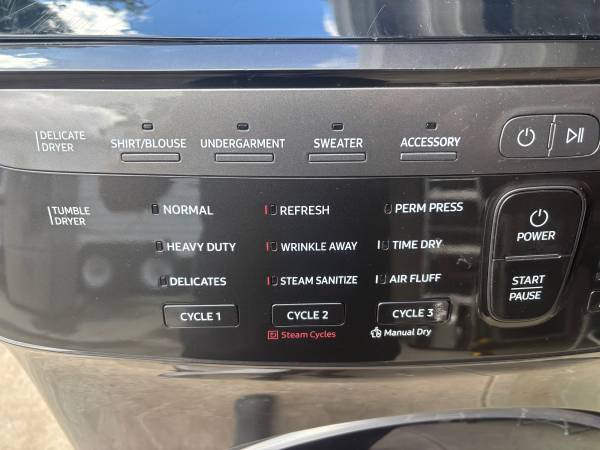 DELICATE
DRYER
SHIRT/BLOUSE
UNDERGARMENT
SWEATER
ACCESSORY
TUMBLE
DRYER
NORMAL
REFRESH
PERM PRESS
HEAVY DUTY
WRINKLE AWAY
TIME DRY
DELICATES
STEAM SANITIZE
AIR FLUFF
POWER
START
PAUSE
CYCLE 1
CYCLE 2
CYCLE 3
Steam Cycles
Manual Dry